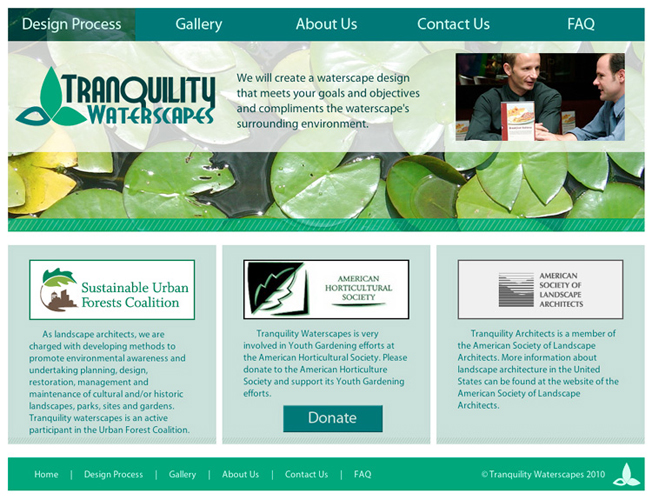 Design Process
Gallery
About Us
Contact Us
FAQ
TRANQUILITY
WATERSCAPES
We will create a waterscape design
that meets your goals and objectives
and compliments the waterscape's
surrounding environment.
Sustainable Urban
Forests Coalition
As landscape architects, we are
charged with developing methods to
promote environmental awareness and
undertaking planning, design,
restoration, management and
maintenance of cultural and/or historic
landscapes, parks, sites and gardens.
Tranquility waterscapes is an active
participant in the Urban Forest Coalition.
AMERICAN
HORTICULTURAL
SOCIETY
Tranquility Waterscapes is very
involved in Youth Gardening efforts at
the American Horticultural Society. Please
donate to the American Horticulture
Society and support its Youth Gardening
efforts.
Donate
AMERICAN
SOCIETY OF
LANDSCAPE
ARCHITECTS
Tranquility Architects is a member of
the American Society of Landscape
Architects. More information about
landscape architecture in the United
States can be found at the website of the
American Society of Landscape
Architects.
Home | Design Process | Gallery | About Us | Contact Us | FAQ
© Tranquility Waterscapes 2010